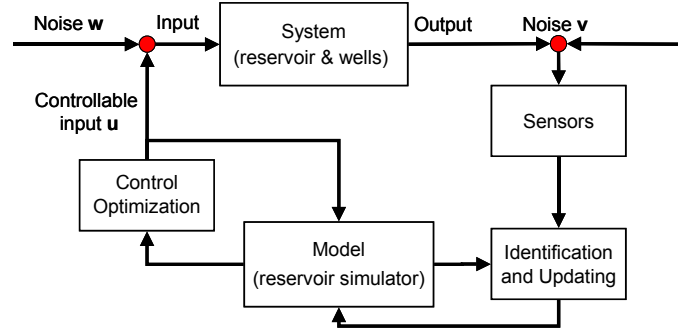 Noise w
Input
System
(reservoir & wells)
Output
Noise v
Controllable
input u
Sensors
Control
Optimization
Model
(reservoir simulator)
Identification
and Updating